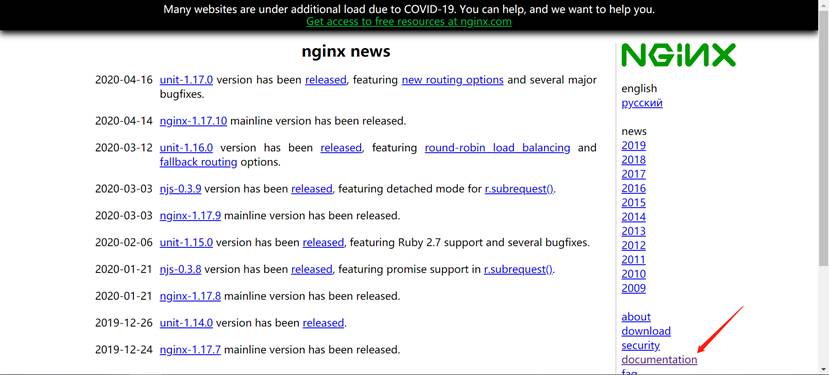 Many websites are under additional load due to COVID-19. You can help, and we want to help you.
Get access to free resources at nginx.com
nginx news
2020-04-16 unit-1.17.0 version has been released, featuring new routing options and several major
bugfixes.
2020-04-14 nginx-1.17.10 mainline version has been released.
2020-03-12 unit-1.16.0 version has been released, featuring round-robin load balancing and
fallback routing options.
2020-03-03 njs-0.3.9 version has been released, featuring detached mode for r.subrequest().
2020-03-03 nginx-1.17.9 mainline version has been released.
2020-02-06 unit-1.15.0 version has been released, featuring Ruby 2.7 support and several bugfixes.
2020-01-21 njs-0.3.8 version has been released, featuring promise support in r.subrequest().
2020-01-21 nginx-1.17.8 mainline version has been released.
2019-12-26 unit-1.14.0 version has been released.
2019-12-24 nginx-1.17.7 mainline version has been released.
NGINX
english
русский
news
2019
2018
2017
2016
2015
2014
2013
2012
2011
2010
2009
about
download
security
documentation
faq